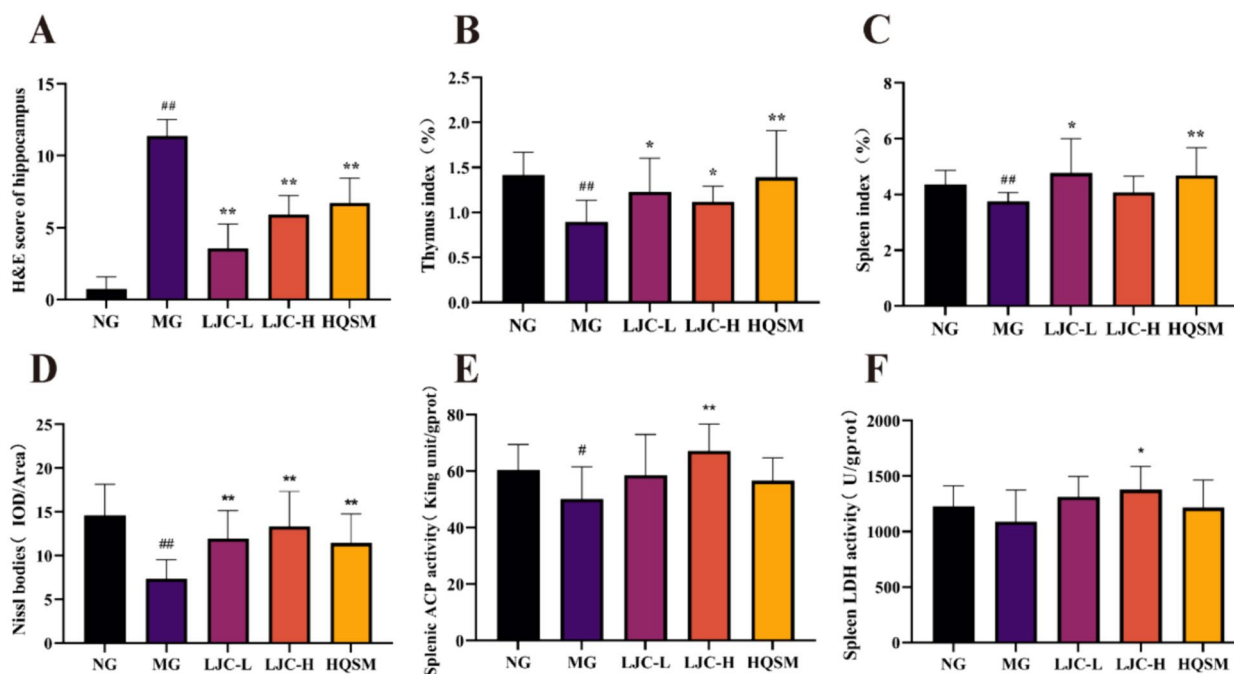 A
H&E score of hippocampus
15
10
5
0
##
**
**
**
NG MG LJC-L LJC-H HQSM
B
Thymus index (%)
2.5
2.0
1.5
1.0
0.5
0.0
##
*
*
**
NG MG LJC-L LJC-H HQSM
C
Spleen index (%)
8
6
4
2
0
##
*
**
NG MG LJC-L LJC-H HQSM
D
Nissl bodies( IOD/Area)
25
20
15
10
5
0
##
**
**
**
NG MG LJC-L LJC-H HQSM
E
Splenic ACP activity( King unit/gprot)
80
60
40
20
0
#
**
NG MG LJC-L LJC-H HQSM
F
Spleen LDH activity( U/gprot)
2000
1500
1000
500
0
*
NG MG LJC-L LJC-H HQSM